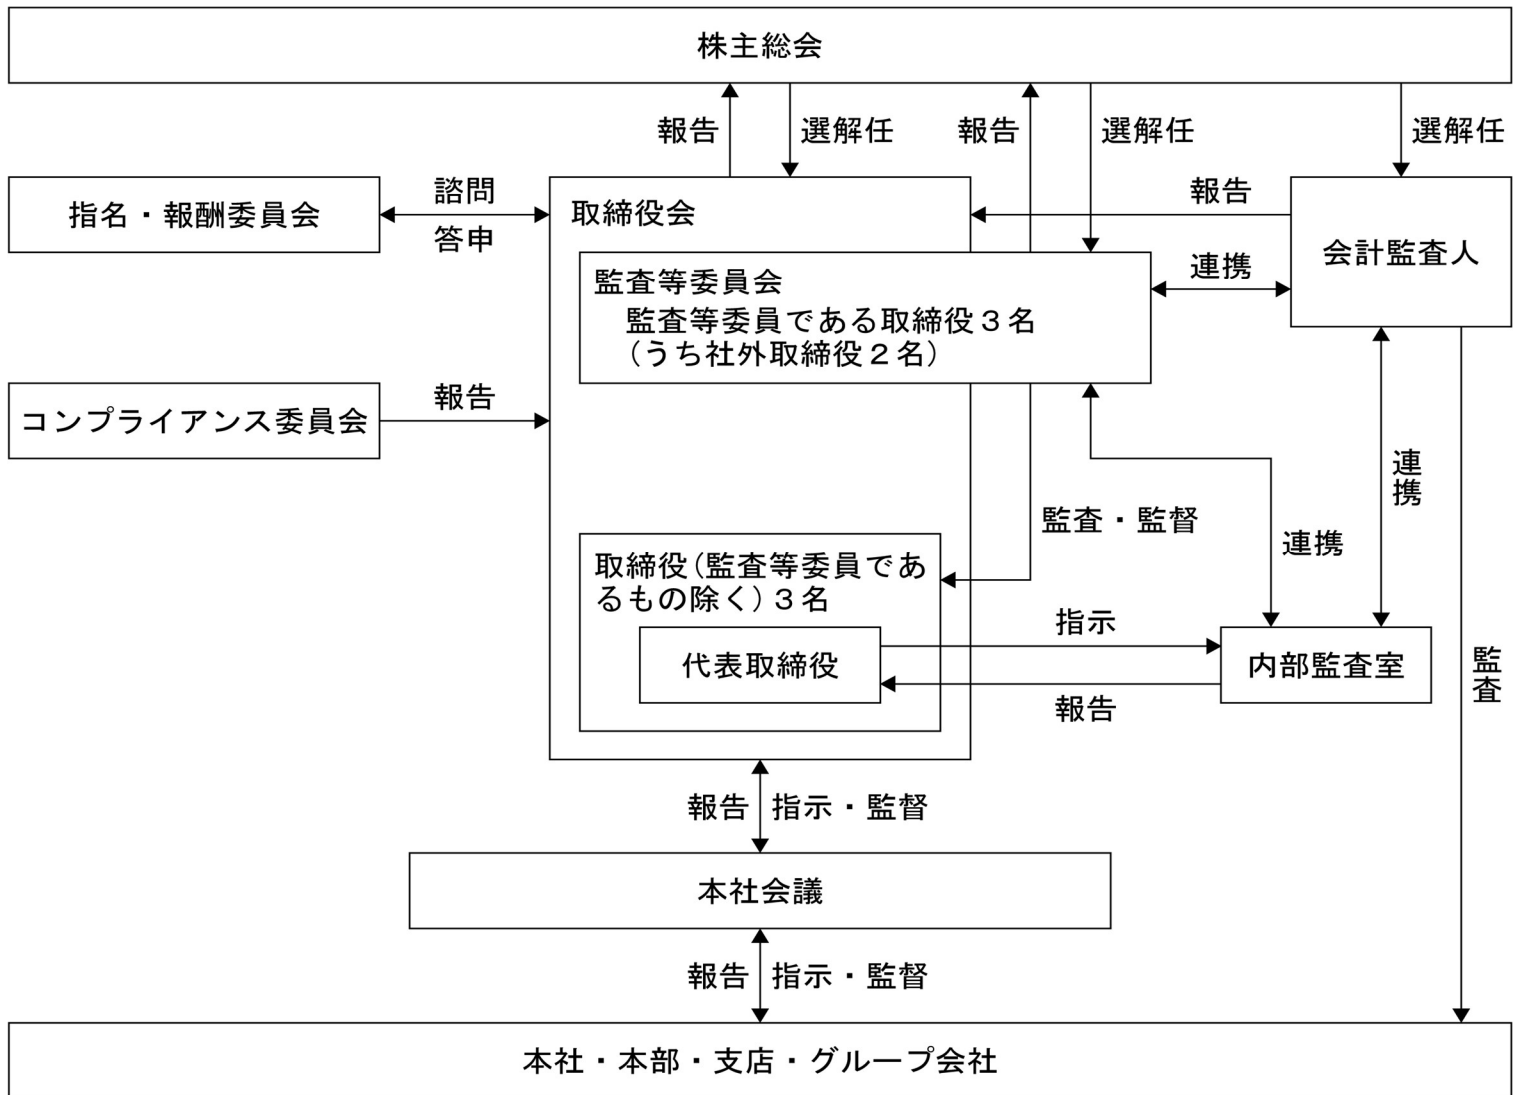 株主総会
報告
選解任
報告
選解任
選解任
指名・報酬委員会
諮問
答申
取締役会
報告
会計監査人
監査等委員会
監査等委員である取締役３名
（うち社外取締役２名）
連携
コンプライアンス委員会
報告
監査・監督
連携
連携
取締役（監査等委員であ
るもの除く）３名
代表取締役
指示
報告
内部監査室
監査
報告
指示・監督
本社会議
報告
指示・監督
本社・本部・支店・グループ会社